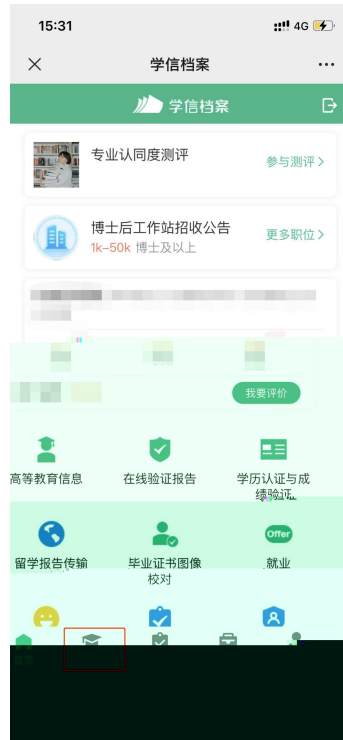 15:31
4G
学信档案
学信档案
专业认同度测评
参与测评
博士后工作站招收公告
1k–50k 博士及以上
更多职位
我要评价
高等教育信息
在线验证报告
学历认证与成
绩验证
留学报告传输
毕业证书图像
校对
Offer
就业